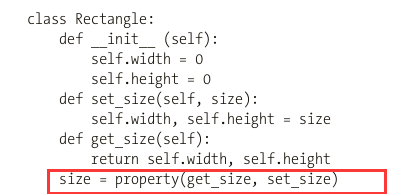 class Rectangle:
    def __init__ (self):
        self.width = 0
        self.height = 0
    def set_size(self, size):
        self.width, self.height = size
    def get_size(self):
        return self.width, self.height
    size = property(get_size, set_size)